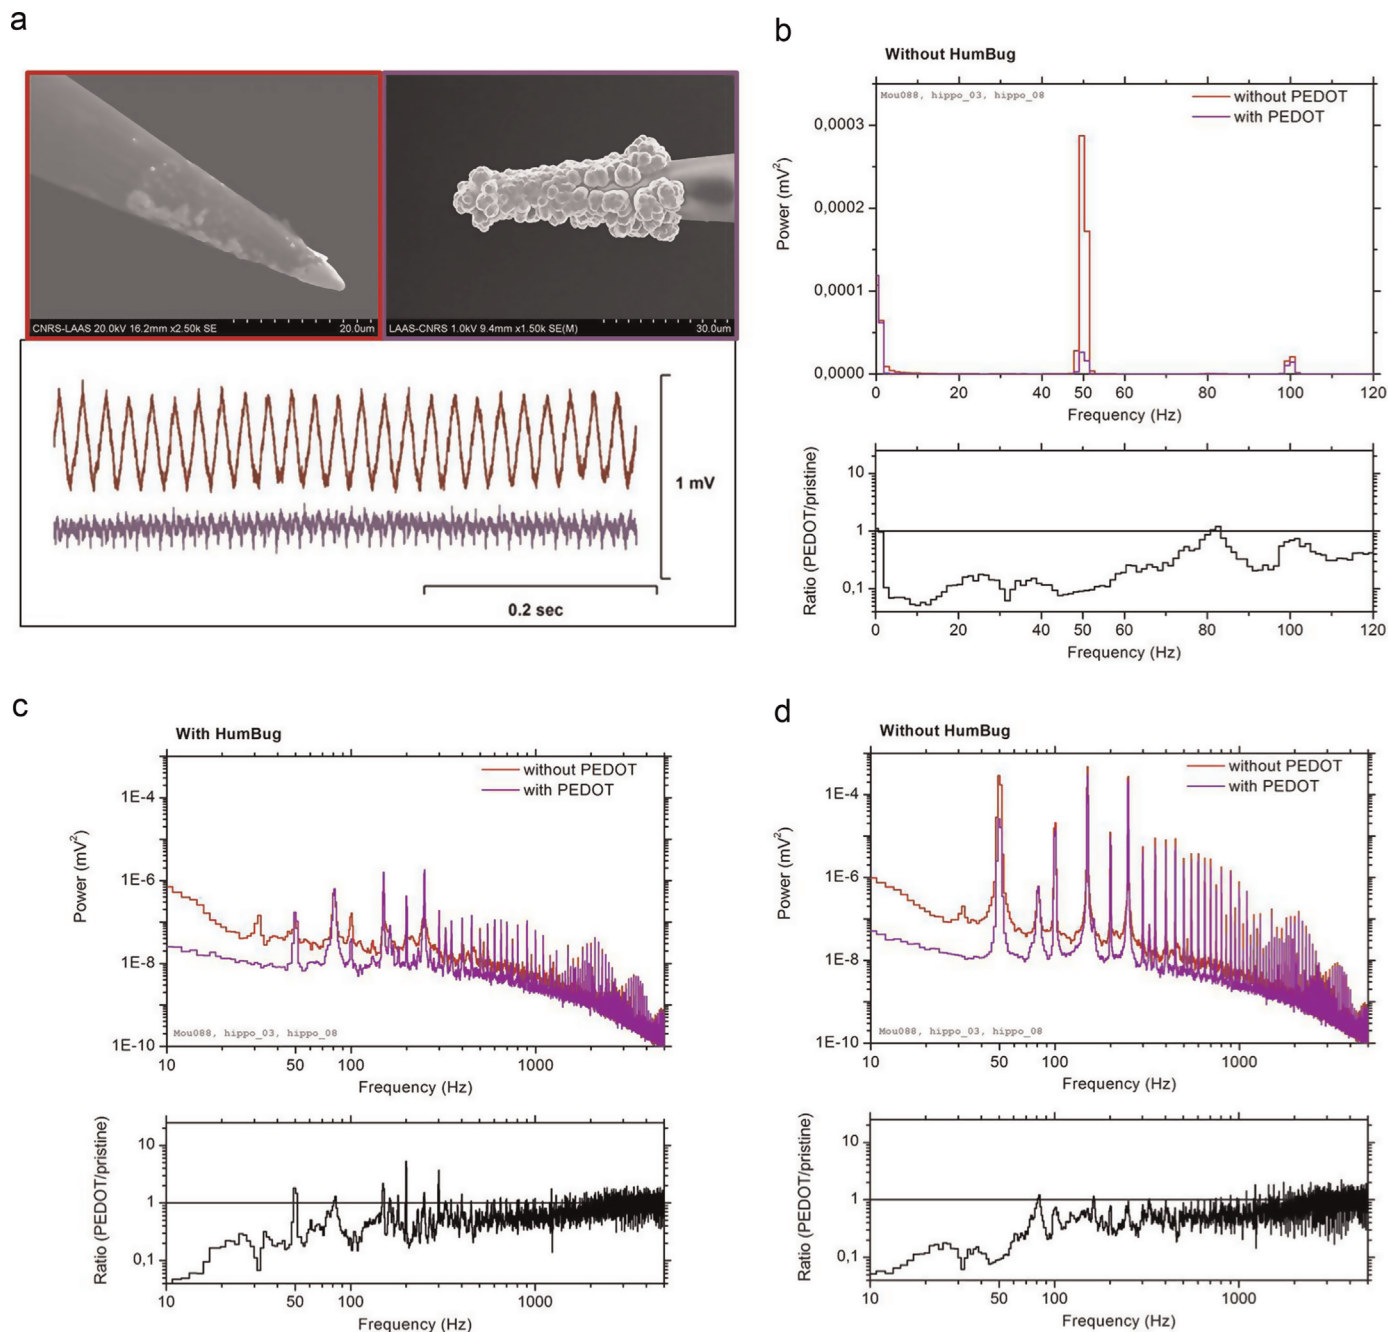 a
CNRS-LAAS 20.0kV 16.2mm x2.50k SE 20.0um
LAAS-CNRS 1.0kV 9.4mm x1.50k SE(M) 30.0um
1 mV
0.2 sec
b
Without HumBug
Mou088, hippo_03, hippo_08
without PEDOT
with PEDOT
Power (mV²)
0,0003
0,0002
0,0001
0,0000
0 20 40 60 80 100 120
Frequency (Hz)
Ratio (PEDOT/pristine)
10
1
0,1
0 20 40 60 80 100 120
Frequency (Hz)
c
With HumBug
without PEDOT
with PEDOT
Power (mV²)
1E-4
1E-6
1E-8
1E-10
Mou088, hippo_03, hippo_08
10 50 100 1000
Frequency (Hz)
Ratio (PEDOT/pristine)
10
1
0,1
10 50 100 1000
Frequency (Hz)
d
Without HumBug
without PEDOT
with PEDOT
Power (mV²)
1E-4
1E-6
1E-8
1E-10
Mou088, hippo_03, hippo_08
10 50 100 1000
Frequency (Hz)
Ratio (PEDOT/pristine)
10
1
0,1
10 50 100 1000
Frequency (Hz)